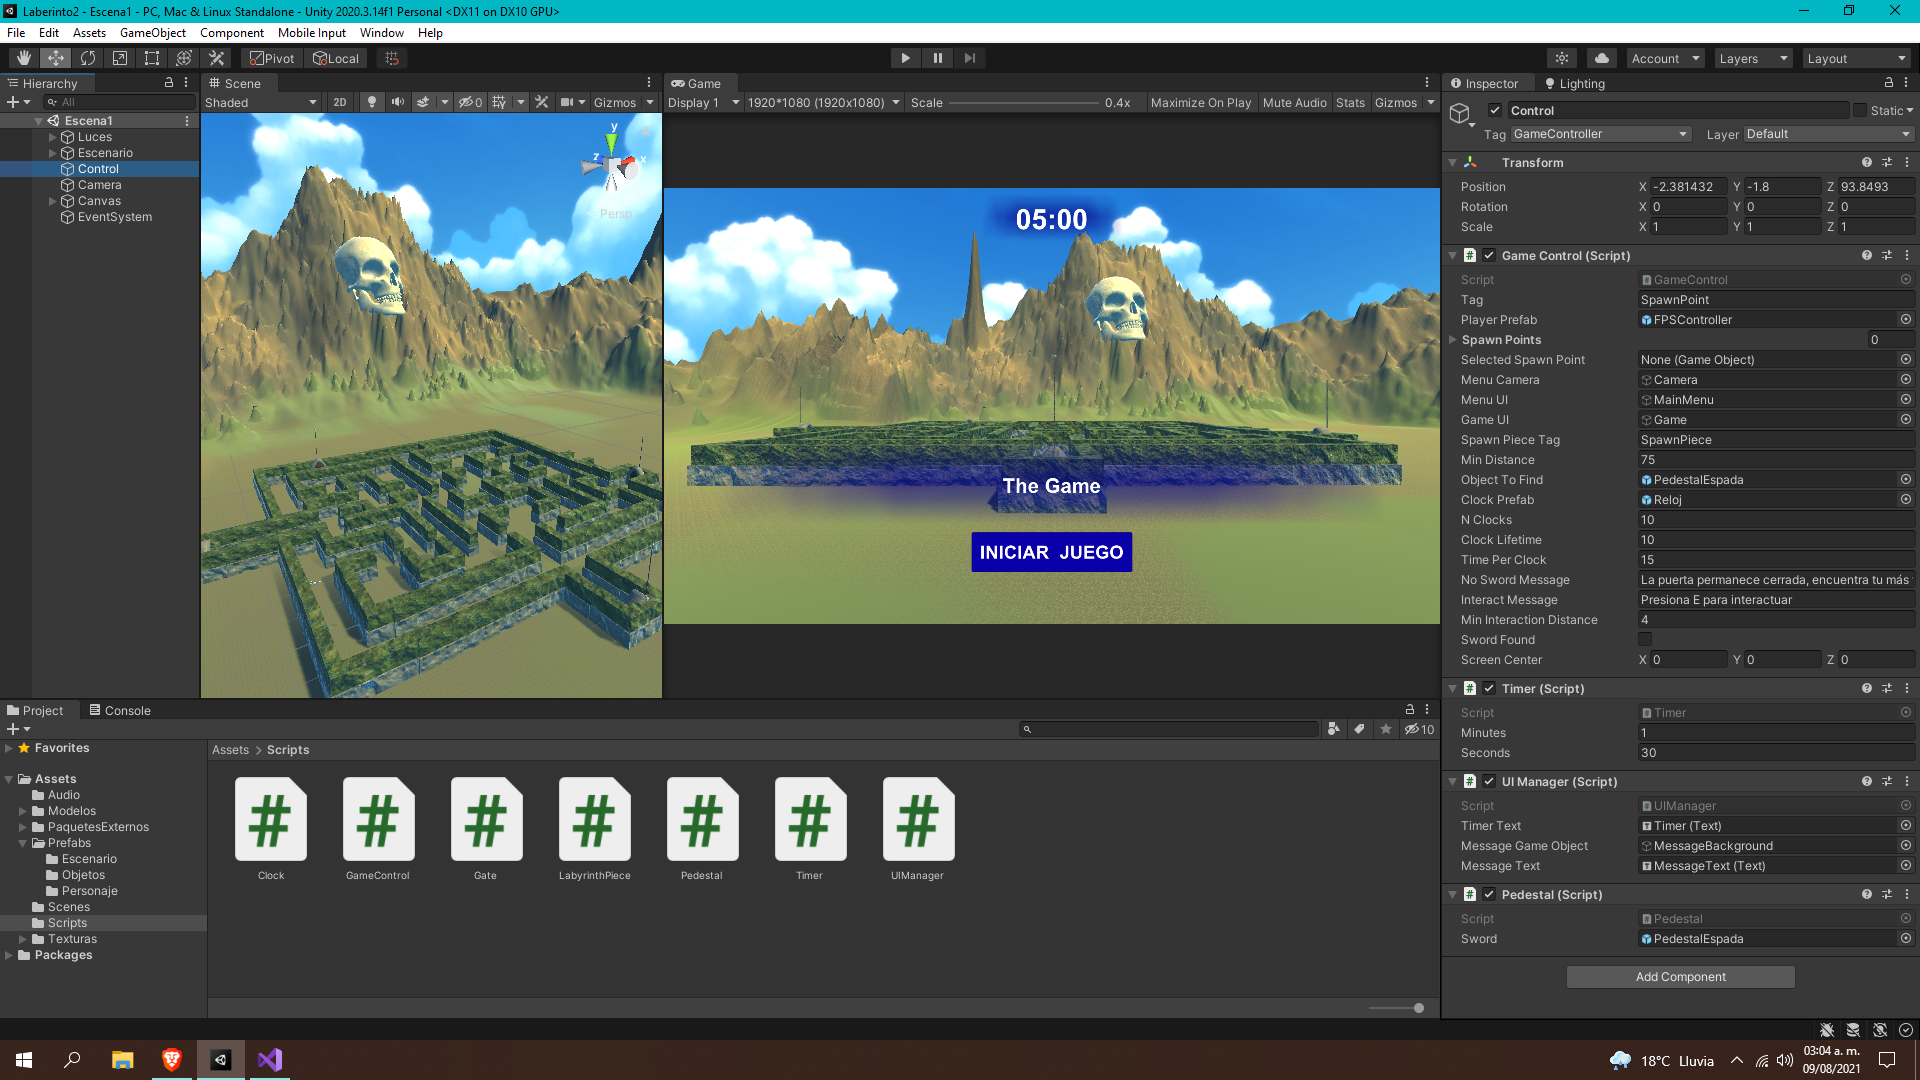 Laberinto2 - Escena1 - PC, Mac & Linux Standalone - Unity 2020.3.14f1 Personal <DX11 on DX10 GPU>
File Edit Assets GameObject Component Mobile Input Window Help
Pivot Local Account Layers Layout
Hierarchy
All
Escena1
Luces
Escenario
Control
Camera
Canvas
EventSystem
Scene
Shaded 2D 0 Gizmos
y
z x
Persp
Game
Display 1 1920*1080 (1920x1080) Scale 0.4x Maximize On Play Mute Audio Stats Gizmos
05:00
The Game
INICIAR JUEGO
Inspector Lighting
Control Static
Tag GameController Layer Default
Transform
Position X -2.381432 Y -1.8 Z 93.8493
Rotation X 0 Y 0 Z 0
Scale X 1 Y 1 Z 1
# Game Control (Script)
Script GameControl
Tag SpawnPoint
Player Prefab FPSController
Spawn Points 0
Selected Spawn Point None (Game Object)
Menu Camera Camera
Menu UI MainMenu
Game UI Game
Spawn Piece Tag SpawnPiece
Min Distance 75
Object To Find PedestalEspada
Clock Prefab Reloj
N Clocks 10
Clock Lifetime 10
Time Per Clock 15
No Sword Message La puerta permanece cerrada, encuentra tu más
Interact Message Presiona E para interactuar
Min Interaction Distance 4
Sword Found
Screen Center X 0 Y 0 Z 0
# Timer (Script)
Script Timer
Minutes 1
Seconds 30
# UI Manager (Script)
Script UIManager
Timer Text Timer (Text)
Message Game Object MessageBackground
Message Text MessageText (Text)
# Pedestal (Script)
Script Pedestal
Sword PedestalEspada
Add Component
Project Console
10
Favorites
Assets
Audio
Modelos
PaquetesExternos
Prefabs
Escenario
Objetos
Personaje
Scenes
Scripts
Texturas
Packages
Assets > Scripts
# # # # # # #
Clock GameControl Gate LabyrinthPiece Pedestal Timer UIManager
18°C Lluvia
03:04 a. m.
09/08/2021